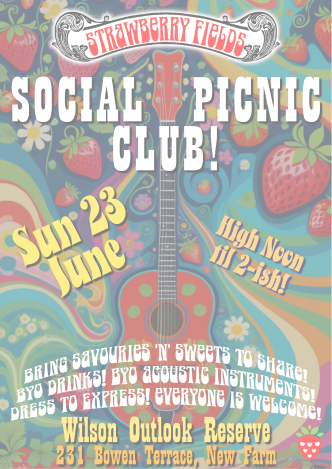 STRAWBERRY FIELDS
SOCIAL PICNIC
CLUB!
Sun 23
June
High Noon
til 2-ish!
BRING SAVOURIES 'N' SWEETS TO SHARE!
BYO DRINKS! BYO ACOUSTIC INSTRUMENTS!
DRESS TO EXPRESS! EVERYONE IS WELCOME!
Wilson Outlook Reserve
231 Bowen Terrace, New Farm